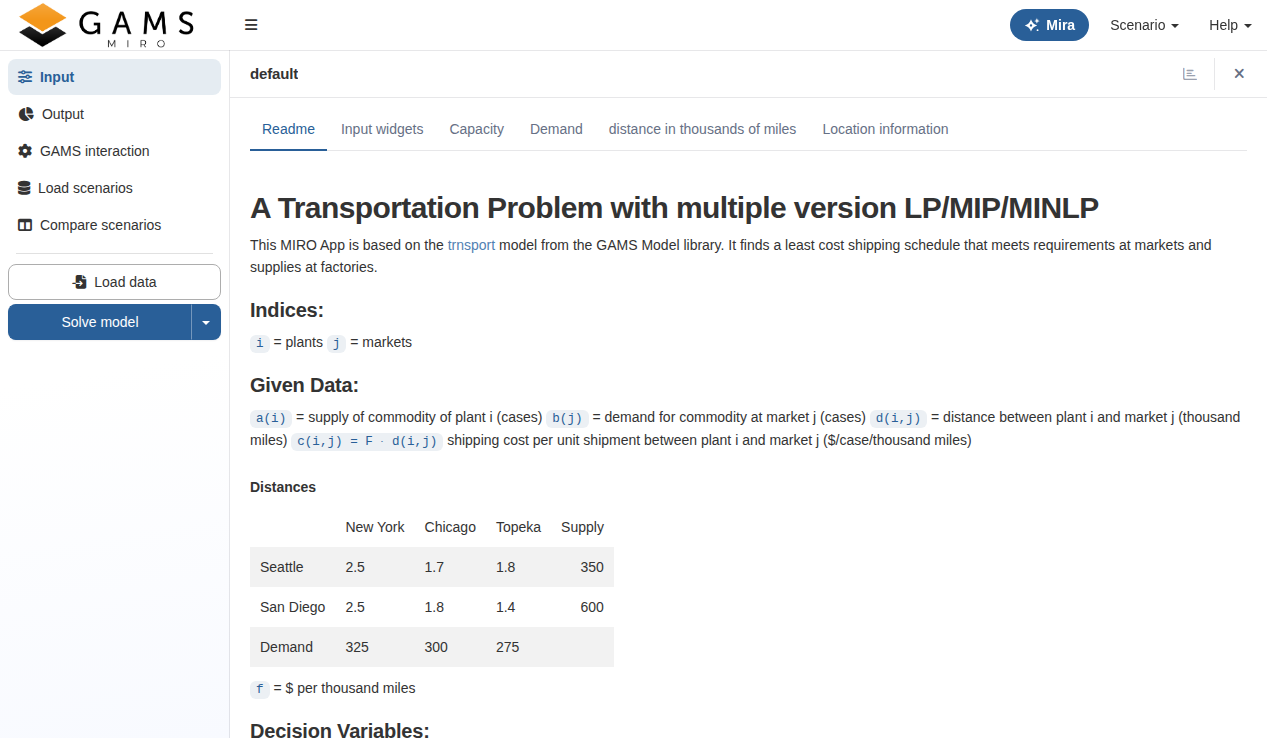 GAMS
MIRO
Mira
Scenario
Help
Input
Output
GAMS interaction
Load scenarios
Compare scenarios
Load data
Solve model
default
Readme Input widgets Capacity Demand distance in thousands of miles Location information
A Transportation Problem with multiple version LP/MIP/MINLP
This MIRO App is based on the trnsport model from the GAMS Model library. It finds a least cost shipping schedule that meets requirements at markets and
supplies at factories.
Indices:
i = plants j = markets
Given Data:
a(i) = supply of commodity of plant i (cases) b(j) = demand for commodity at market j (cases) d(i,j) = distance between plant i and market j (thousand
miles) c(i,j) = F · d(i,j) shipping cost per unit shipment between plant i and market j ($/case/thousand miles)
Distances
New York Chicago Topeka Supply
Seattle 2.5 1.7 1.8 350
San Diego 2.5 1.8 1.4 600
Demand 325 300 275
f = $ per thousand miles
Decision Variables: